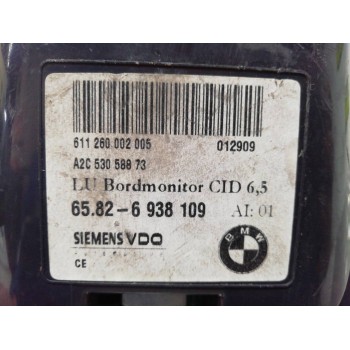 611 260 002 005 012909
A2C 530 588 73
LU Bordmonitor CID 6,5
65.82-6 938 109 AI: 01
SIEMENS VDO BMW
CE